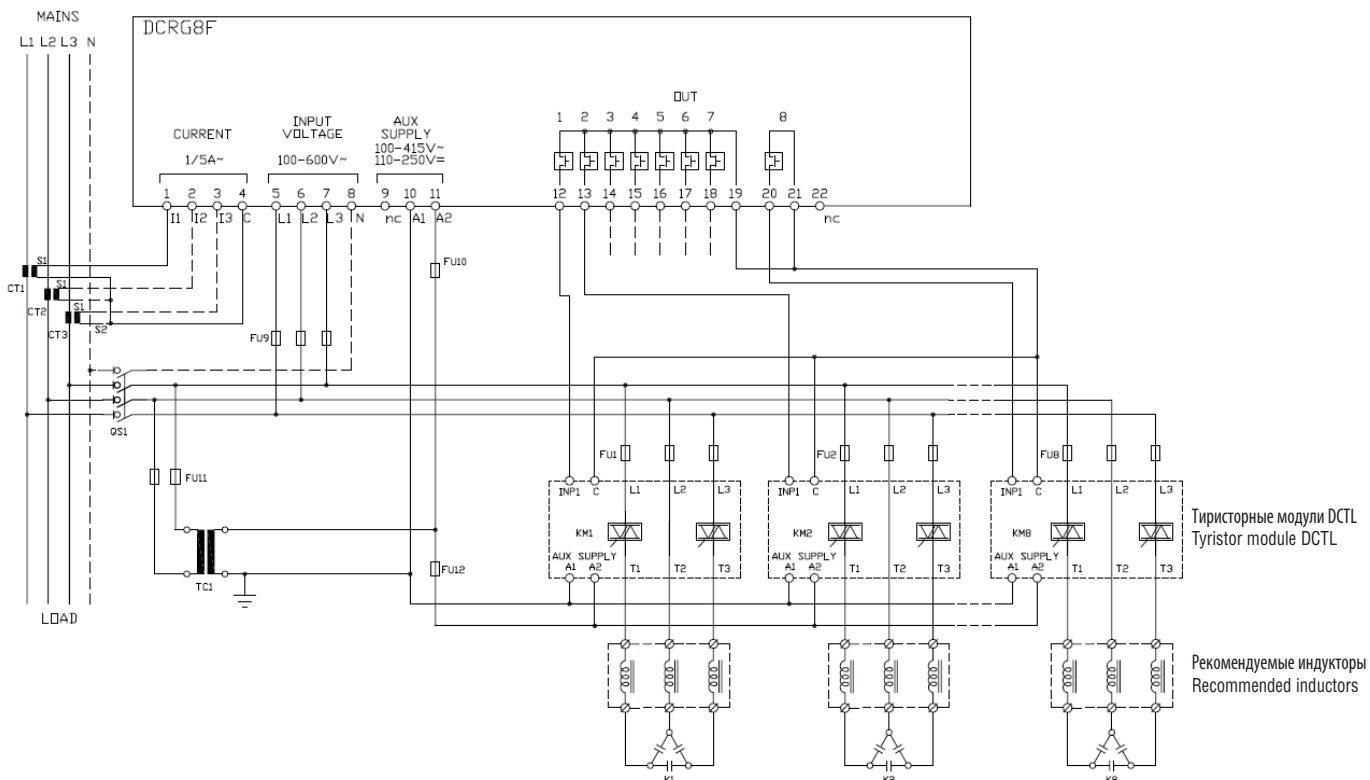 MAINS
L1 L2 L3 N
DCRG8F
OUT
1 2 3 4 5 6 7 8
CURRENT
1/5A~
INPUT
VOLTAGE
100-600V~
AUX
SUPPLY
100-415V~
110-250V=
1 2 3 4 5 6 7 8 9 10 11 12 13 14 15 16 17 18 19 20 21 22
I1 I2 I3 C L1 L2 L3 N nc A1 A2 nc
FU10
S1
CT1
S1
CT2
S1
CT3
S2
FU9
QS1
FU11
FU1 FU2 FU8
INP1 C L1 L2 L3
INP1 C L1 L2 L3
INP1 C L1 L2 L3
KM1 KM2 KM8
Тиристорные модули DCTL
Tyristor module DCTL
AUX SUPPLY
A1 A2 T1 T2 T3
AUX SUPPLY
A1 A2 T1 T2 T3
AUX SUPPLY
A1 A2 T1 T2 T3
FU12
TC1
LOAD
Рекомендуемые индукторы
Recommended inductors